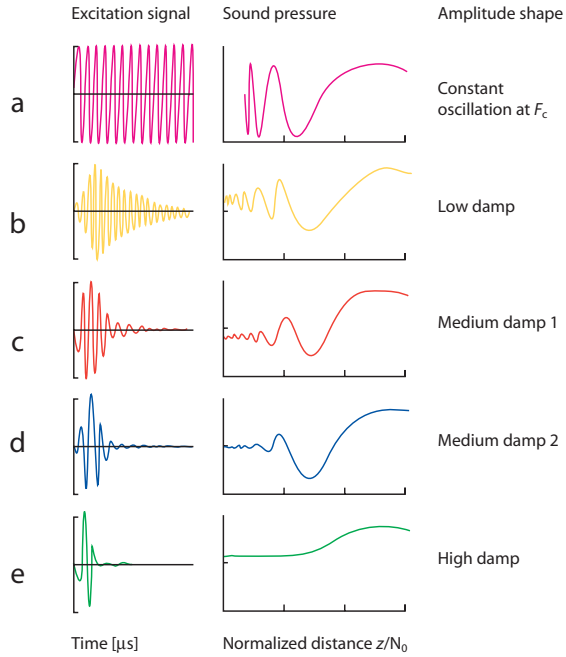 Excitation signal Sound pressure Amplitude shape
a Constant
oscillation at Fc
b Low damp
c Medium damp 1
d Medium damp 2
e High damp
Time [µs] Normalized distance z/N0